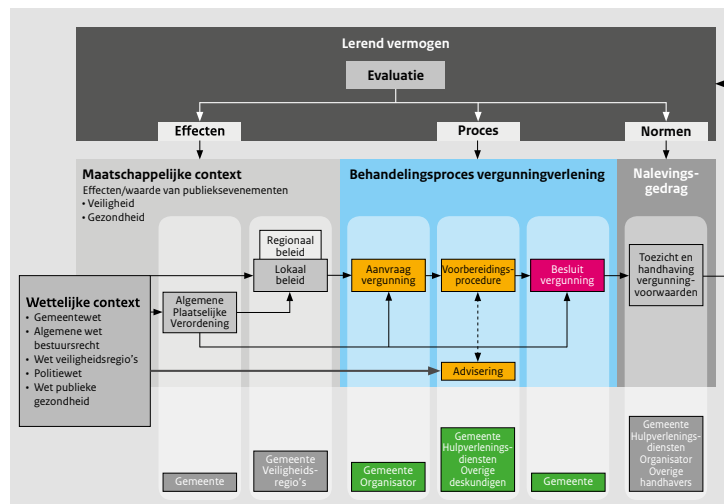 Lerend vermogen
Evaluatie
Effecten
Proces
Normen
Maatschappelijke context
Effecten/waarde van publieksevenementen
• Veiligheid
• Gezondheid
Behandelingsproces vergunningverlening
Nalevings-
gedrag
Regionaal
beleid
Lokaal
beleid
Aanvraag
vergunning
Voorbereidings-
procedure
Besluit
vergunning
Toezicht en
handhaving
vergunning-
voorwaarden
Wettelijke context
• Gemeentewet
• Algemene wet
bestuursrecht
• Wet veiligheidsregio's
• Politiewet
• Wet publieke
gezondheid
Algemene
Plaatselijke
Verordening
Advisering
Gemeente
Gemeente
Veiligheids-
regio's
Gemeente
Organisator
Gemeente
Hulpverlenings-
diensten
Overige
deskundigen
Gemeente
Gemeente
Hulpverlenings-
diensten
Organisator
Overige
handhavers